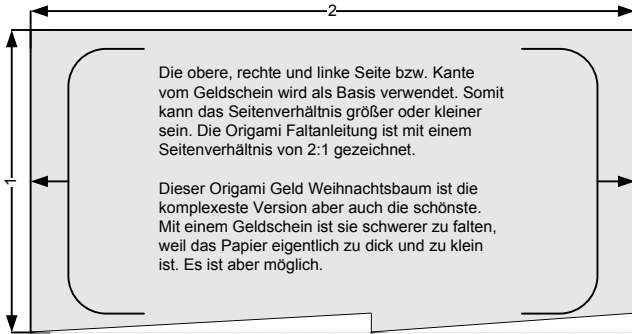 2
1
Die obere, rechte und linke Seite bzw. Kante
vom Geldschein wird als Basis verwendet. Somit
kann das Seitenverhältnis größer oder kleiner
sein. Die Origami Faltanleitung ist mit einem
Seitenverhältnis von 2:1 gezeichnet.
Dieser Origami Geld Weihnachtsbaum ist die
komplexeste Version aber auch die schönste.
Mit einem Geldschein ist sie schwerer zu falten,
weil das Papier eigentlich zu dick und zu klein
ist. Es ist aber möglich.